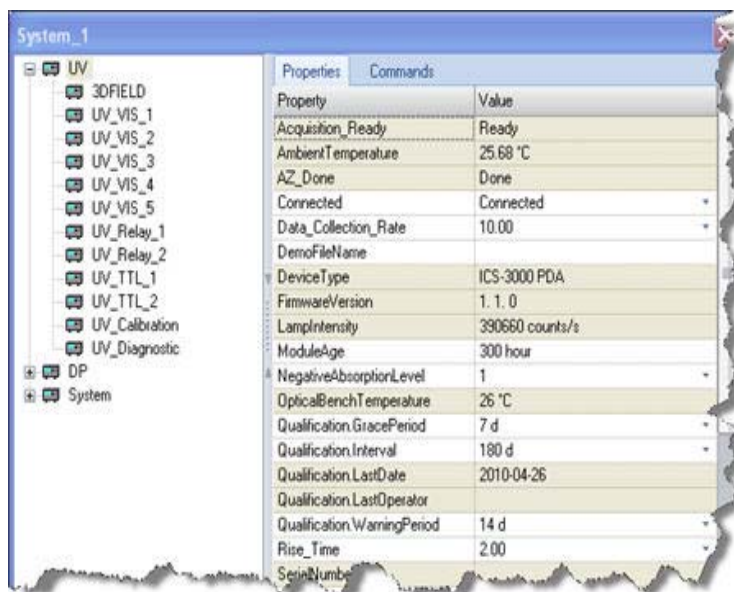 System_1
UV
3DFIELD
UV_VIS_1
UV_VIS_2
UV_VIS_3
UV_VIS_4
UV_VIS_5
UV_Relay_1
UV_Relay_2
UV_TTL_1
UV_TTL_2
UV_Calibration
UV_Diagnostic
DP
System
Properties Commands
Property Value
Acquisition_Ready Ready
AmbientTemperature 25.68 °C
AZ_Done Done
Connected Connected
Data_Collection_Rate 10.00
DemoFileName
DeviceType ICS-3000 PDA
FirmwareVersion 1. 1. 0
LampIntensity 390660 counts/s
ModuleAge 300 hour
NegativeAbsorptionLevel 1
OpticalBenchTemperature 26 °C
Qualification.GracePeriod 7 d
Qualification.Interval 180 d
Qualification.LastDate 2010-04-26
Qualification.LastOperator
Qualification.WarningPeriod 14 d
Rise_Time 2.00